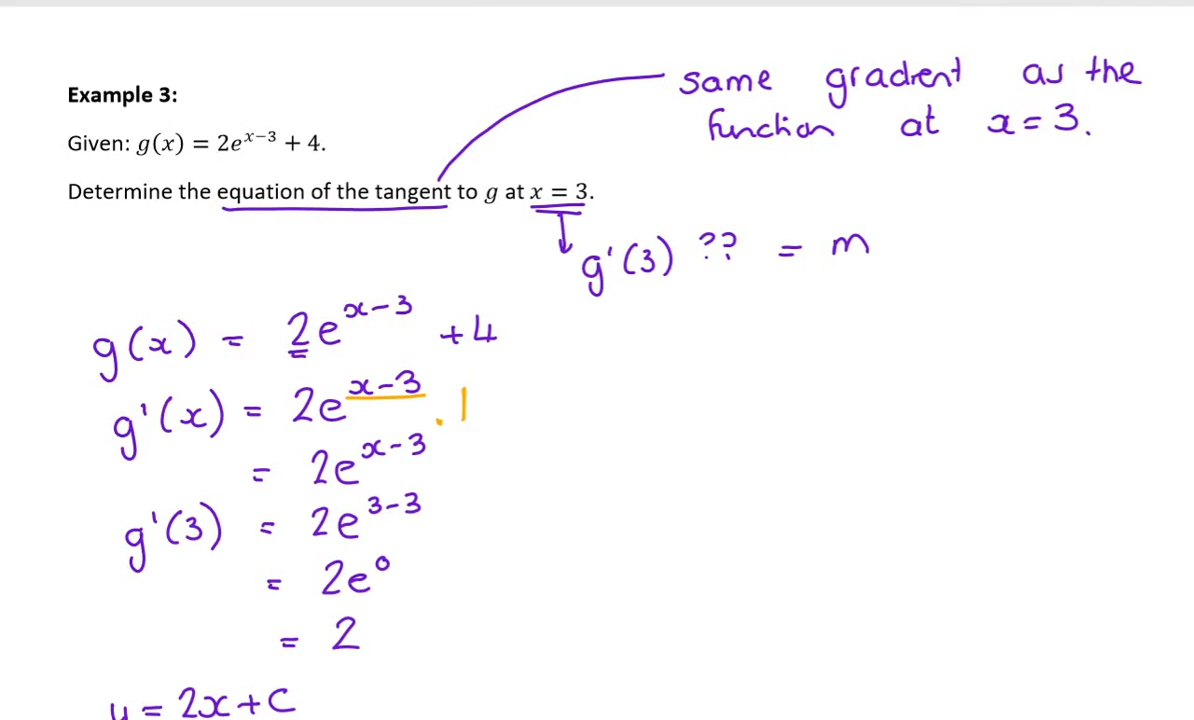 Example 3:
same gradient as the
function at x = 3.
Given: g(x) = 2e^{x−3} + 4.
Determine the equation of the tangent to g at x = 3.
g'(3) ?? = m
g(x) = 2e^{x−3} + 4
g'(x) = 2e^{x−3} . 1
= 2e^{x−3}
g'(3) = 2e^{3−3}
= 2e^0
= 2
y = 2x + c